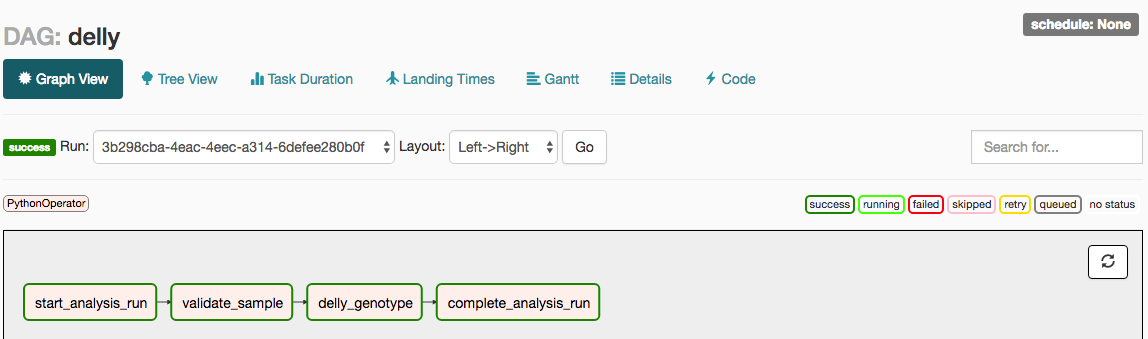 schedule: None
DAG: delly
Graph View Tree View Task Duration Landing Times Gantt Details Code
success Run: 3b298cba-4eac-4eec-a314-6defee280b0f Layout: Left->Right Go Search for...
PythonOperator success running failed skipped retry queued no status
start_analysis_run validate_sample delly_genotype complete_analysis_run